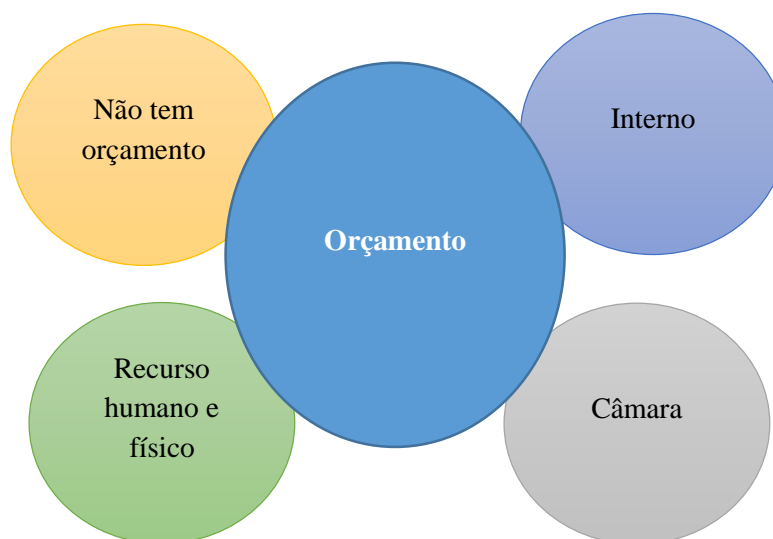 Não tem
orçamento
Interno
Orçamento
Recurso
humano e
físico
Câmara